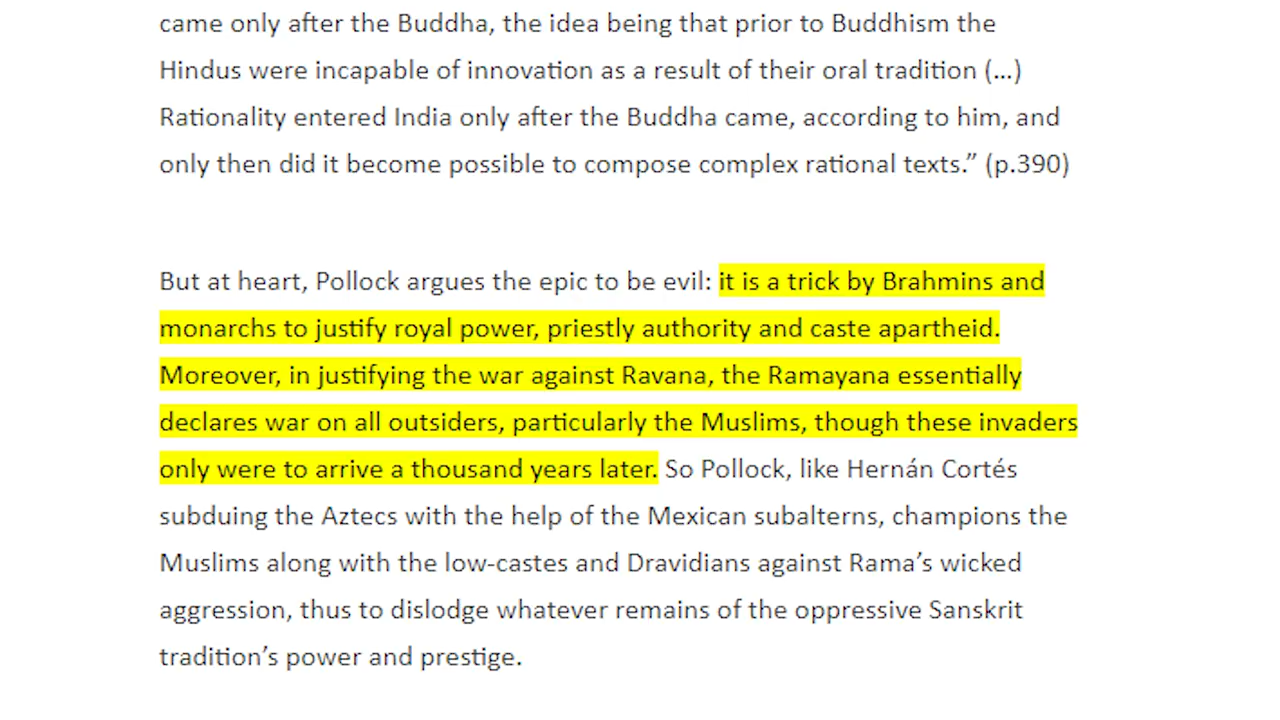 came only after the Buddha, the idea being that prior to Buddhism the
Hindus were incapable of innovation as a result of their oral tradition (…)
Rationality entered India only after the Buddha came, according to him, and
only then did it become possible to compose complex rational texts.” (p.390)
But at heart, Pollock argues the epic to be evil: it is a trick by Brahmins and
monarchs to justify royal power, priestly authority and caste apartheid.
Moreover, in justifying the war against Ravana, the Ramayana essentially
declares war on all outsiders, particularly the Muslims, though these invaders
only were to arrive a thousand years later. So Pollock, like Hernán Cortés
subduing the Aztecs with the help of the Mexican subalterns, champions the
Muslims along with the low-castes and Dravidians against Rama’s wicked
aggression, thus to dislodge whatever remains of the oppressive Sanskrit
tradition’s power and prestige.